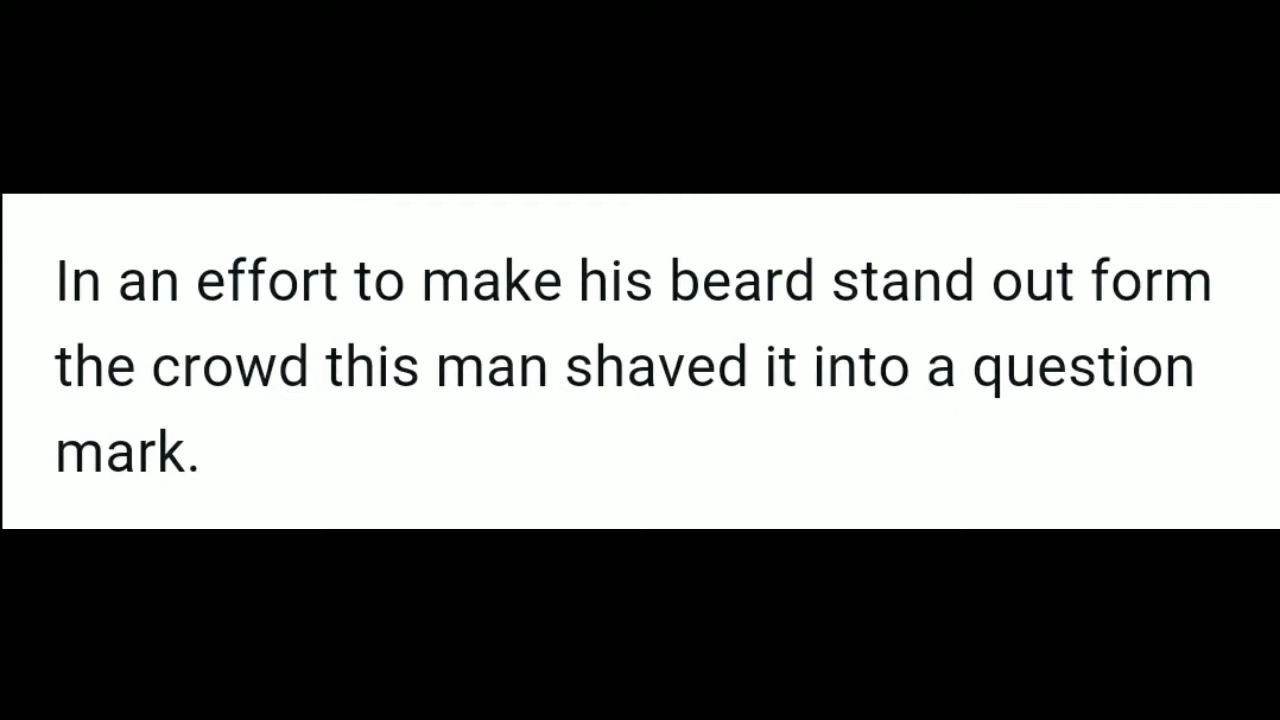 In an effort to make his beard stand out form
the crowd this man shaved it into a question
mark.